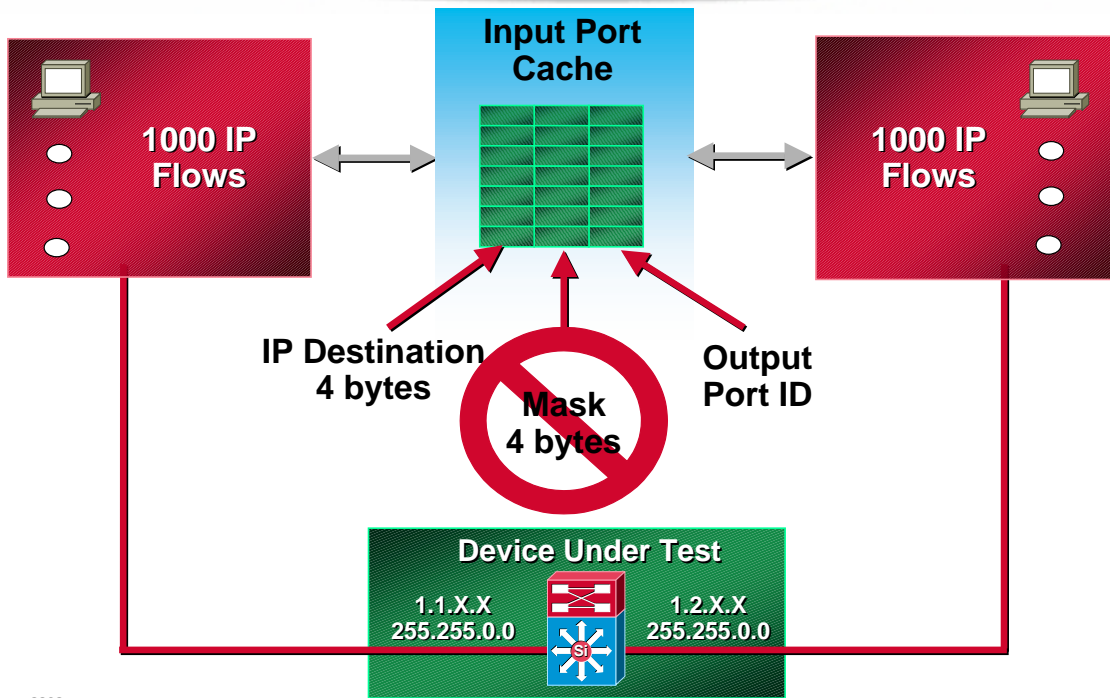 Input Port
Cache
1000 IP
Flows
1000 IP
Flows
IP Destination
4 bytes
Mask
4 bytes
Output
Port ID
Device Under Test
1.1.X.X
255.255.0.0
1.2.X.X
255.255.0.0
Si